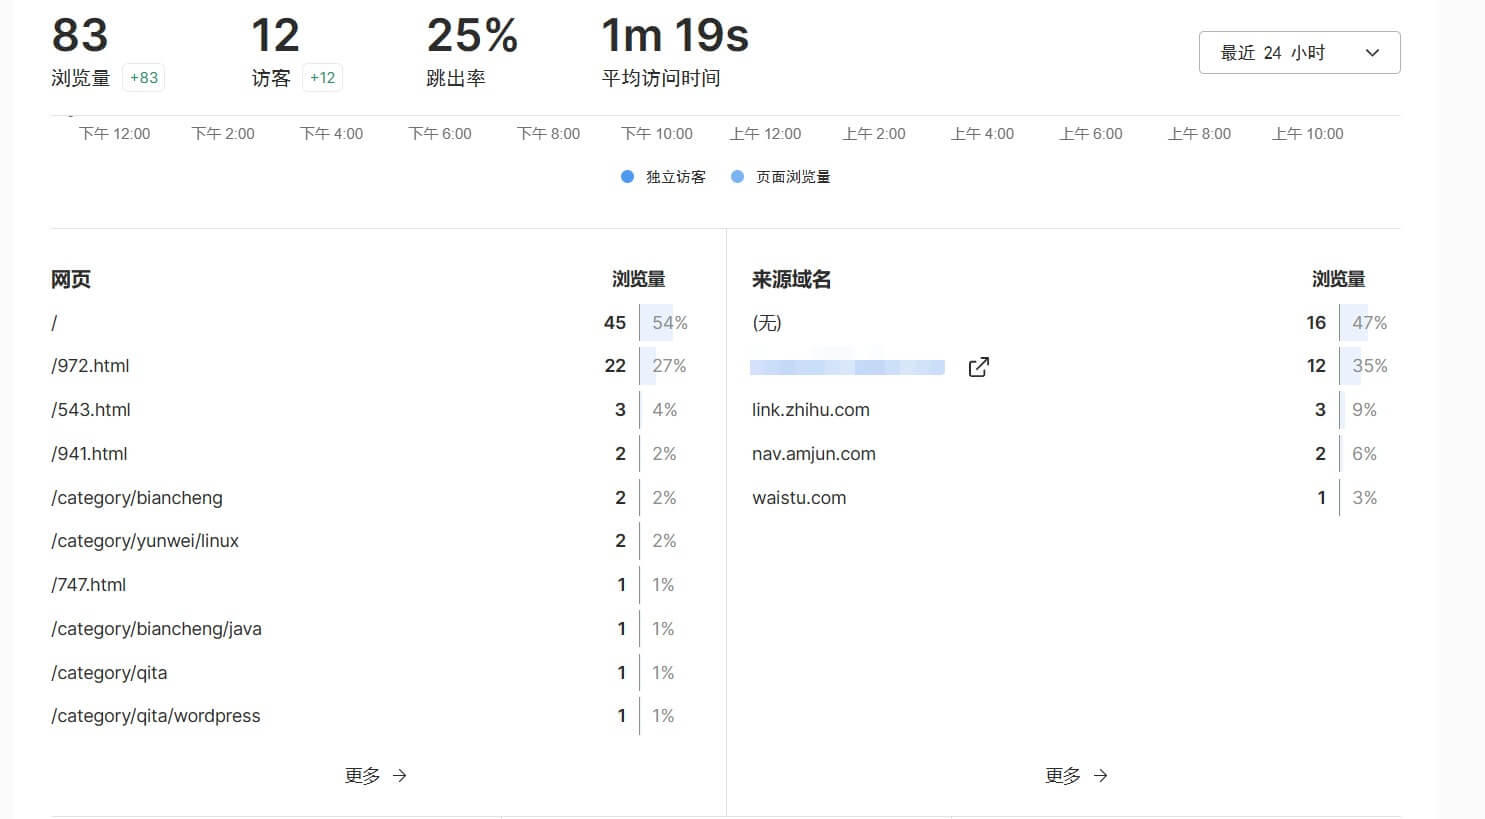 83 12 25% 1m 19s
浏览量 +83 访客 +12 跳出率 平均访问时间
最近 24 小时
下午 12:00 下午 2:00 下午 4:00 下午 6:00 下午 8:00 下午 10:00 上午 12:00 上午 2:00 上午 4:00 上午 6:00 上午 8:00 上午 10:00
独立访客 页面浏览量
网页 浏览量
/ 45 54%
/972.html 22 27%
/543.html 3 4%
/941.html 2 2%
/category/biancheng 2 2%
/category/yunwei/linux 2 2%
/747.html 1 1%
/category/biancheng/java 1 1%
/category/qita 1 1%
/category/qita/wordpress 1 1%
更多 →
来源域名 浏览量
(无) 16 47%
12 35%
link.zhihu.com 3 9%
nav.amjun.com 2 6%
waistu.com 1 3%
更多 →